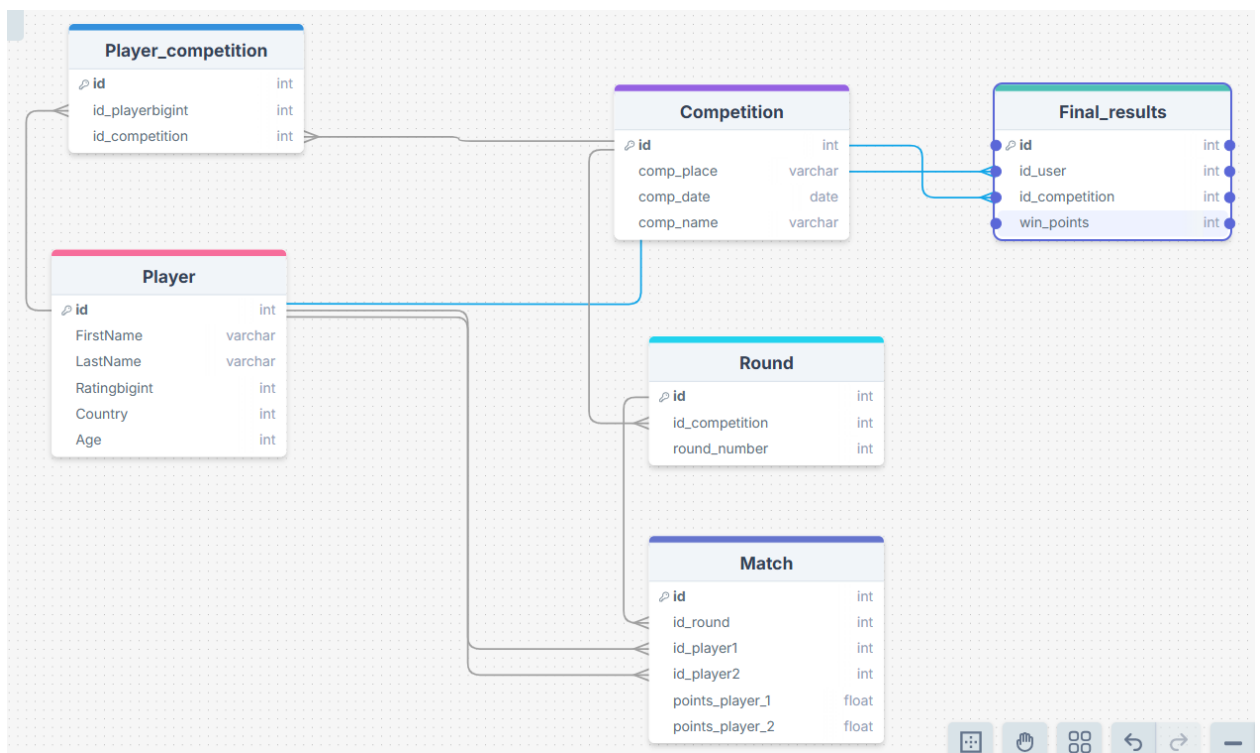 Player_competition
id int
id_playerbigint int
id_competition int
Competition
id int
comp_place varchar
comp_date date
comp_name varchar
Final_results
id int
id_user int
id_competition int
win_points int
Player
id int
FirstName varchar
LastName varchar
Ratingbigint int
Country int
Age int
Round
id int
id_competition int
round_number int
Match
id int
id_round int
id_player1 int
id_player2 int
points_player_1 float
points_player_2 float